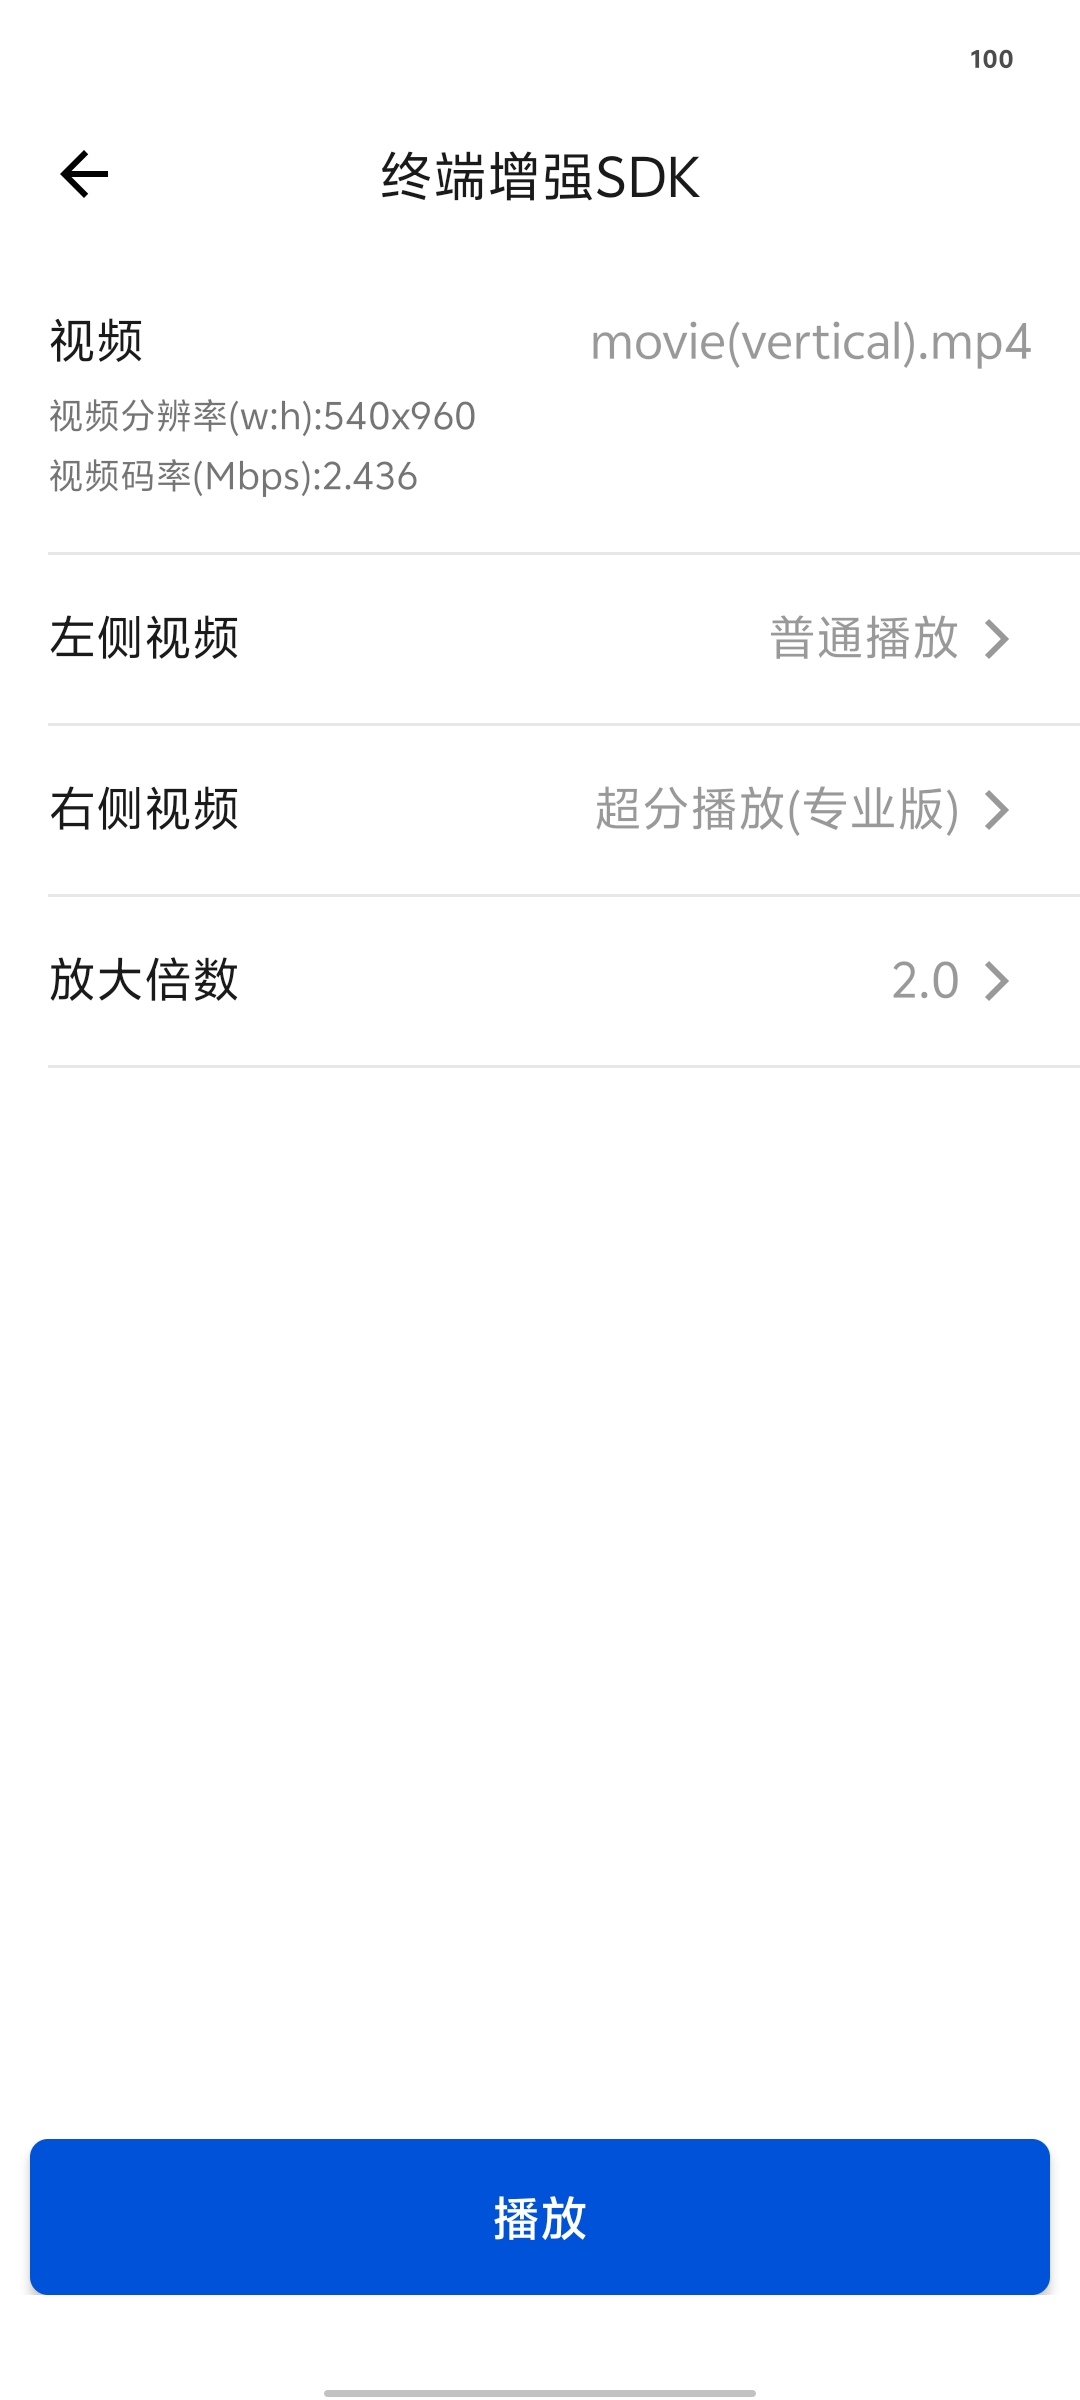 100
终端增强SDK
视频 movie(vertical).mp4
视频分辨率(w:h):540x960
视频码率(Mbps):2.436
左侧视频 普通播放
右侧视频 超分播放(专业版)
放大倍数 2.0
播放